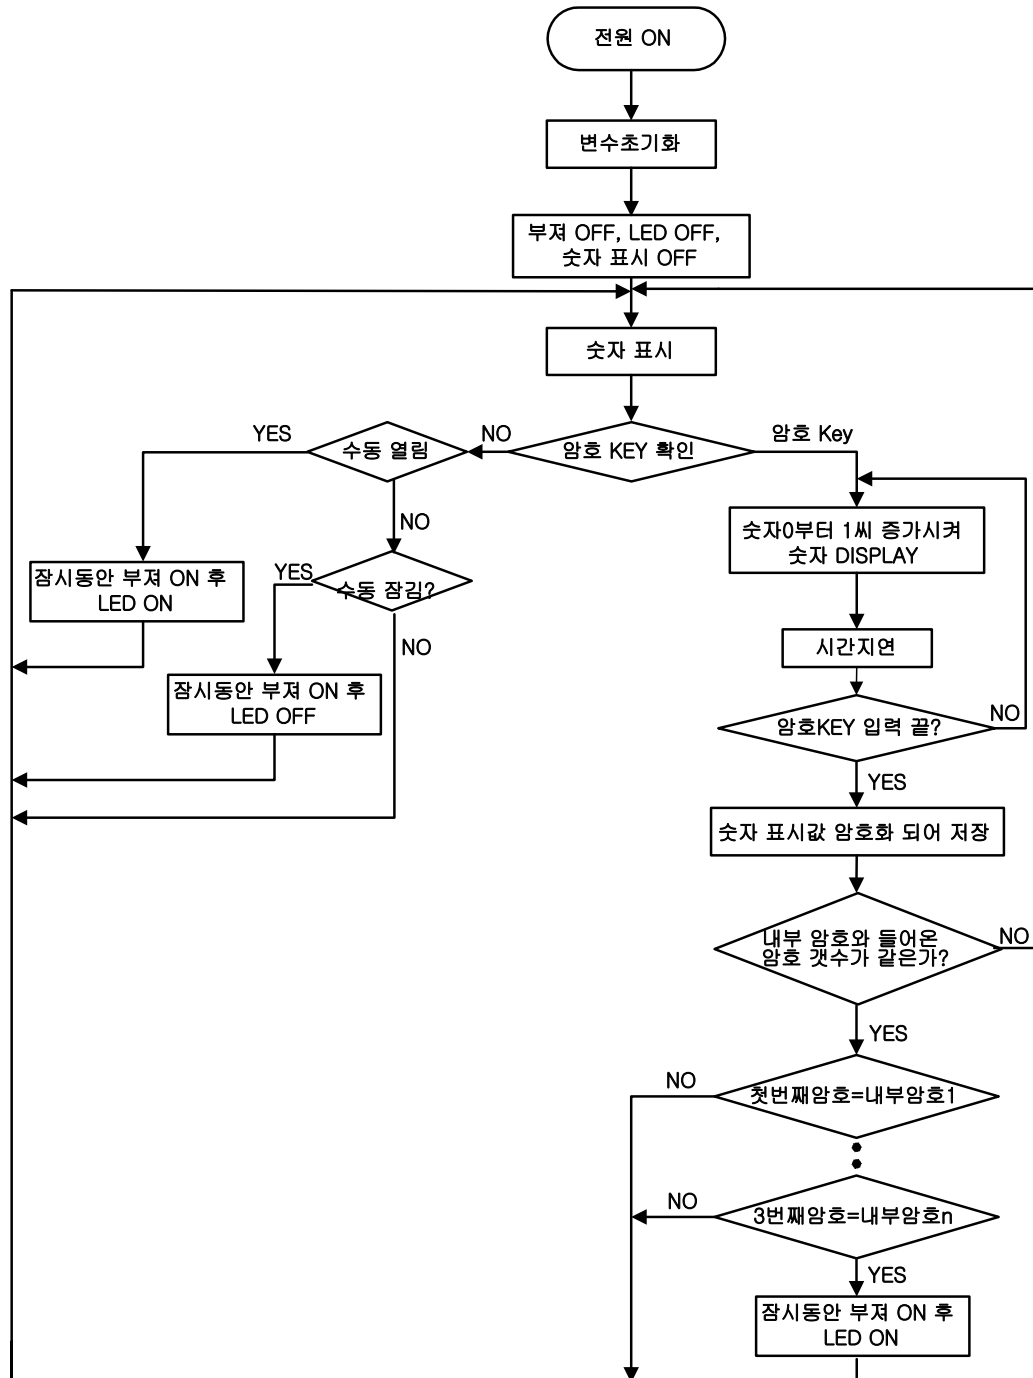 전원 ON
변수초기화
부져 OFF, LED OFF,
숫자 표시 OFF
숫자 표시
암호 KEY 확인
NO
암호 Key
수동 열림
YES
NO
잠시동안 부져 ON 후
LED ON
수동 잠김?
YES
NO
잠시동안 부져 ON 후
LED OFF
숫자0부터 1씨 증가시켜
숫자 DISPLAY
시간지연
암호KEY 입력 끝?
NO
YES
숫자 표시값 암호화 되어 저장
내부 암호와 들어온
암호 갯수가 같은가?
NO
YES
첫번째암호=내부암호1
NO
3번째암호=내부암호n
NO
YES
잠시동안 부져 ON 후
LED ON